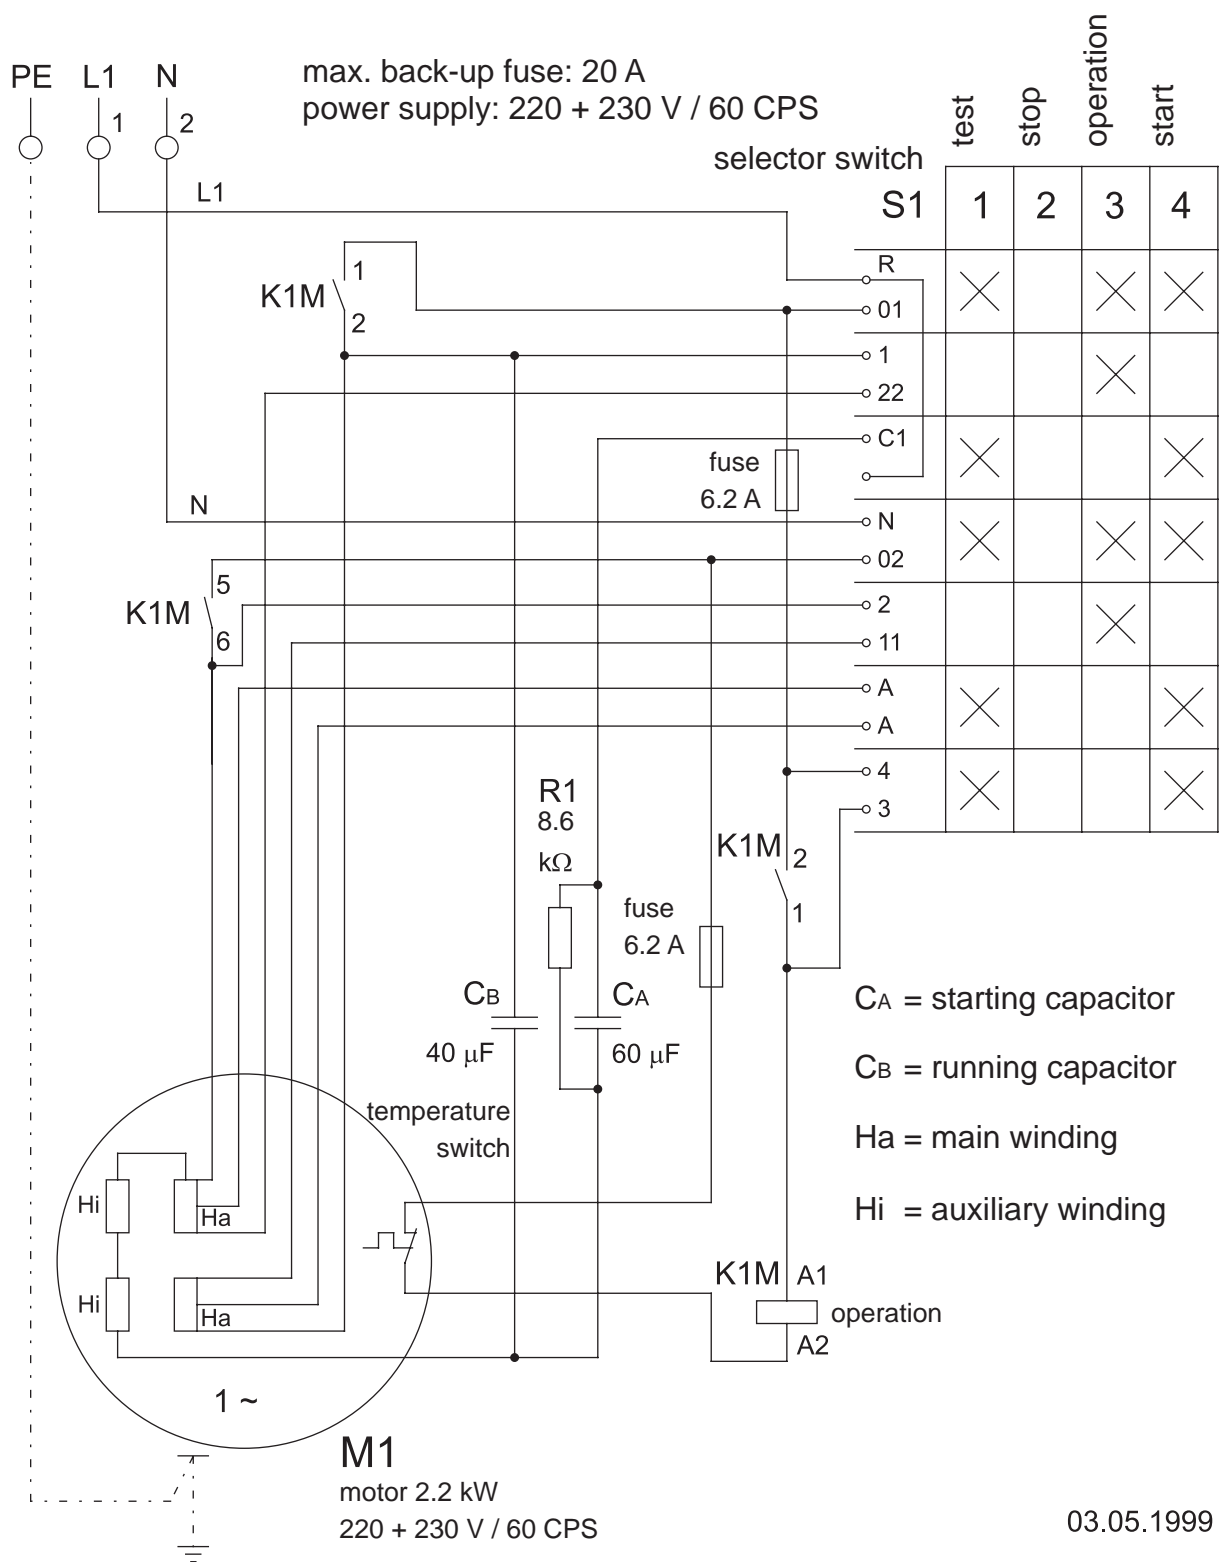 PE L1 N
1 2
max. back-up fuse: 20 A
power supply: 220 + 230 V / 60 CPS
test
stop
operation
start
selector switch
S1 1 2 3 4
L1
R
01
K1M
1
2
1
22
C1
fuse
6.2 A
N
N
02
K1M
5
6
2
11
A
A
4
3
R1
8.6
kΩ
K1M
2
1
fuse
6.2 A
CB
40 µF
CA
60 µF
CA = starting capacitor
CB = running capacitor
Ha = main winding
Hi = auxiliary winding
temperature
switch
Hi
Ha
Hi
Ha
K1M
A1
A2
operation
1 ~
M1
motor 2.2 kW
220 + 230 V / 60 CPS
03.05.1999